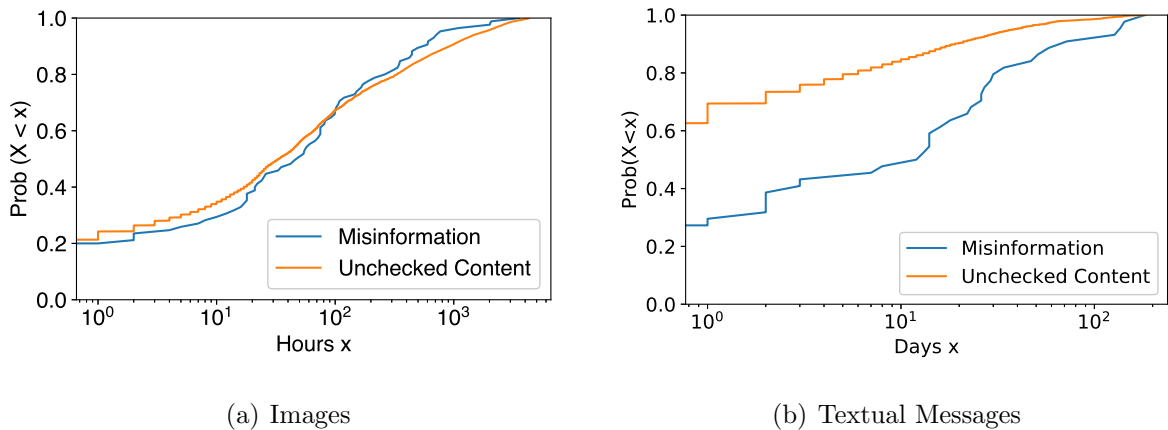 Prob (X < x)
1.0
0.8
0.6
0.4
0.2
0.0
Misinformation
Unchecked Content
10^0
10^1
10^2
10^3
Hours x
(a) Images
Prob(X<x)
1.0
0.8
0.6
0.4
0.2
0.0
Misinformation
Unchecked Content
10^0
10^1
10^2
Days x
(b) Textual Messages